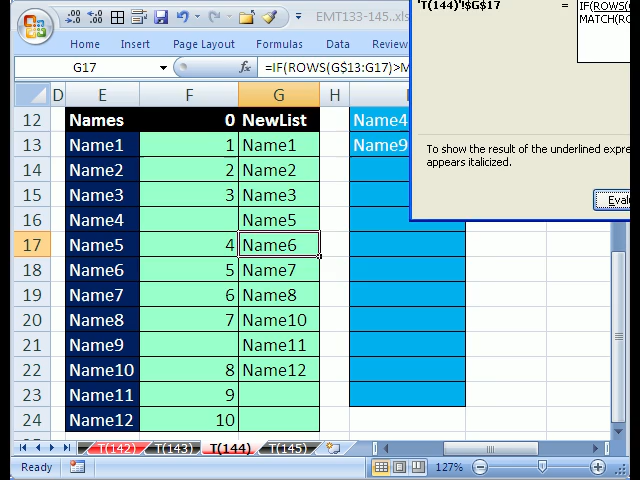 EMT133-145..xls
'T(144)'!$G$17 = IF(ROWS(
MATCH(RO
Home Insert Page Layout Formulas
G17 =IF(ROWS(G$13:G17)>M
D E F G H
12 Names 0 NewList Name4
13 Name1 1 Name1 Name9
14 Name2 2 Name2
15 Name3 3 Name3
16 Name4 Name5
17 Name5 4 Name6
18 Name6 5 Name7
19 Name7 6 Name8
20 Name8 7 Name10
21 Name9 Name11
22 Name10 8 Name12
23 Name11 9
24 Name12 10
To show the result of the underlined expre
appears italicized.
Evalu
T(142) T(143) T(144) T(145)
Ready 127%